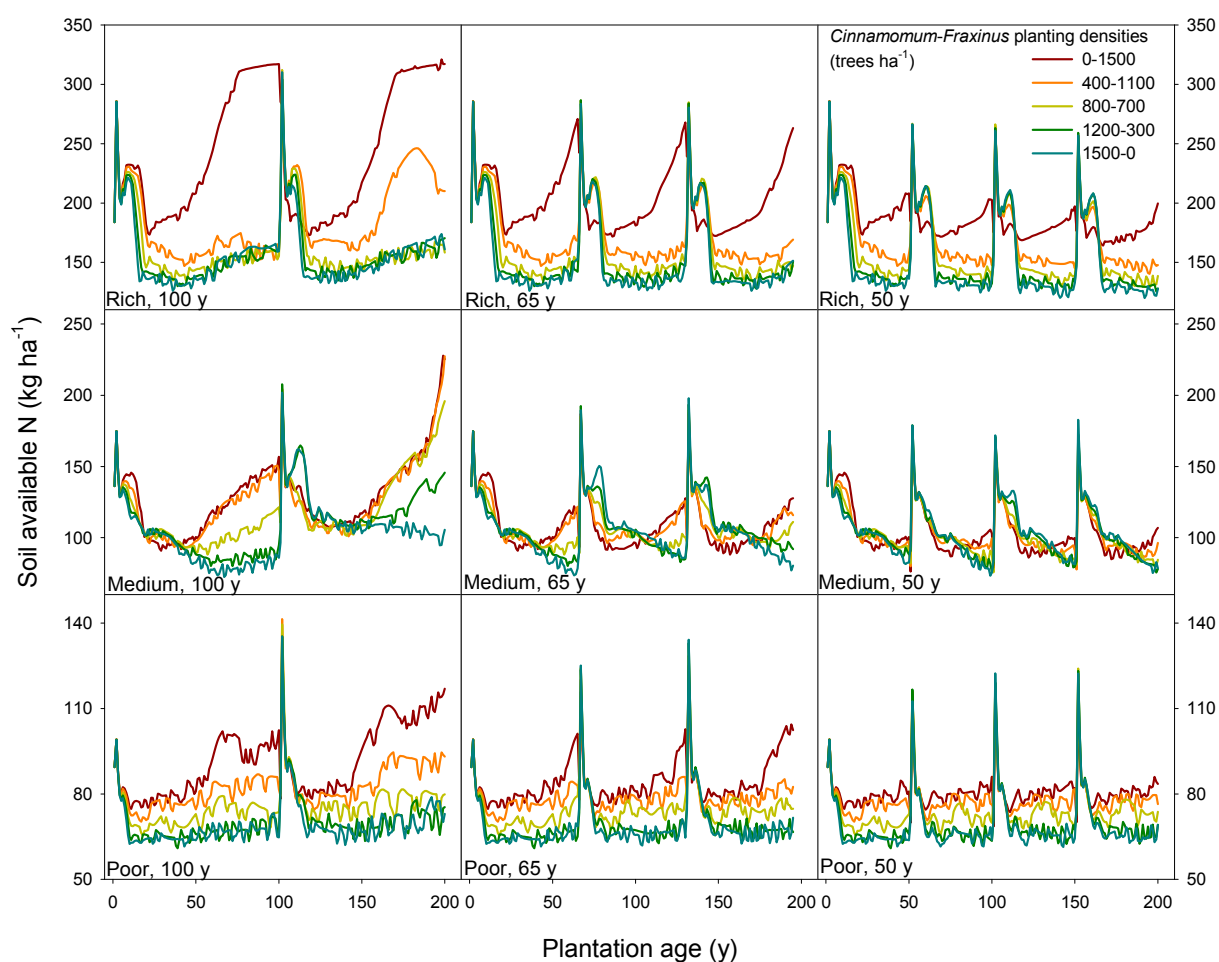 Cinnamomum-Fraxinus planting densities
(trees ha⁻¹)
0-1500
400-1100
800-700
1200-300
1500-0
350
300
250
200
150
350
300
250
200
150
Rich, 100 y
Rich, 65 y
Rich, 50 y
Soil available N (kg ha⁻¹)
250
200
150
100
250
200
150
100
Medium, 100 y
Medium, 65 y
Medium, 50 y
140
110
80
50
140
110
80
50
Poor, 100 y
Poor, 65 y
Poor, 50 y
0 50 100 150 200
0 50 100 150 200
0 50 100 150 200
Plantation age (y)